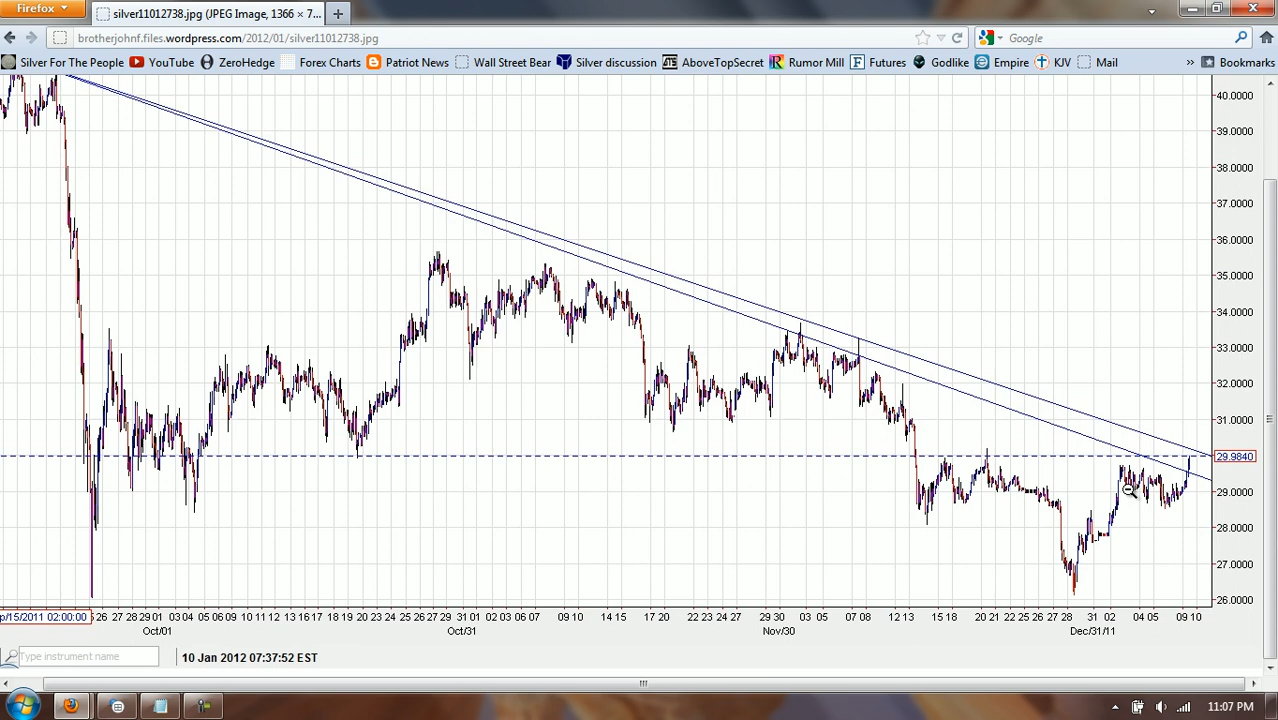 Firefox
silver11012738.jpg (JPEG Image, 1366 × 7...
brotherjohnf.files.wordpress.com/2012/01/silver11012738.jpg
Google
Silver For The People YouTube ZeroHedge Forex Charts Patriot News Wall Street Bear Silver discussion AboveTopSecret Rumor Mill Futures Godlike Empire KJV Mail » Bookmarks
40.0000
39.0000
38.0000
37.0000
36.0000
35.0000
34.0000
33.0000
32.0000
31.0000
29.9840
29.0000
28.0000
27.0000
26.0000
p/15/2011 02:00:00 26 27 28 29 01 03 04 05 06 07 09 10 11 12 13 14 17 18 19 20 21 24 25 26 27 28 31 02 03 04 06 07 09 10 14 15 17 20 22 23 24 27 29 30 03 05 07 08 12 13 15 18 20 21 22 25 26 27 28 31 02 04 05 09 10
Oct/01 Oct/31 Nov/30 Dec/31/11
Type instrument name 10 Jan 2012 07:37:52 EST
11:07 PM